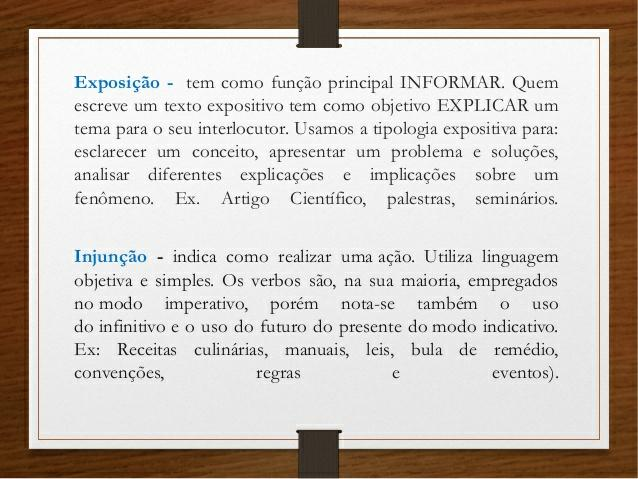 Exposição - tem como função principal INFORMAR. Quem
escreve um texto expositivo tem como objetivo EXPLICAR um
tema para o seu interlocutor. Usamos a tipologia expositiva para:
esclarecer um conceito, apresentar um problema e soluções,
analisar diferentes explicações e implicações sobre um
fenômeno. Ex. Artigo Científico, palestras, seminários.
Injunção - indica como realizar uma ação. Utiliza linguagem
objetiva e simples. Os verbos são, na sua maioria, empregados
no modo imperativo, porém nota-se também o uso
do infinitivo e o uso do futuro do presente do modo indicativo.
Ex: Receitas culinárias, manuais, leis, bula de remédio,
convenções, regras e eventos).